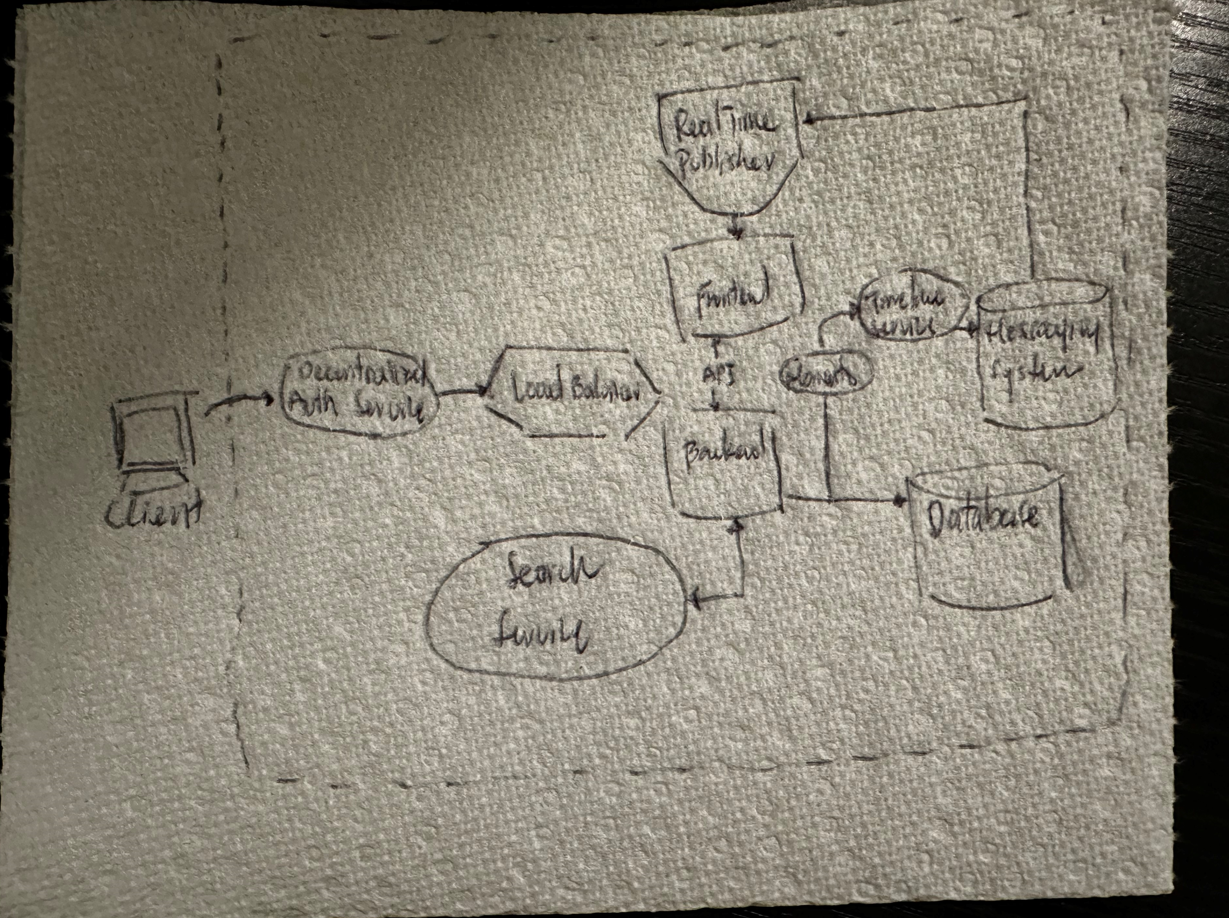 Real Time
Publisher
Frontend
Timeline
Service
Messaging
System
Decentralized
Auth Service
Load Balancer
API
Backend
Client
Database
Search
Service